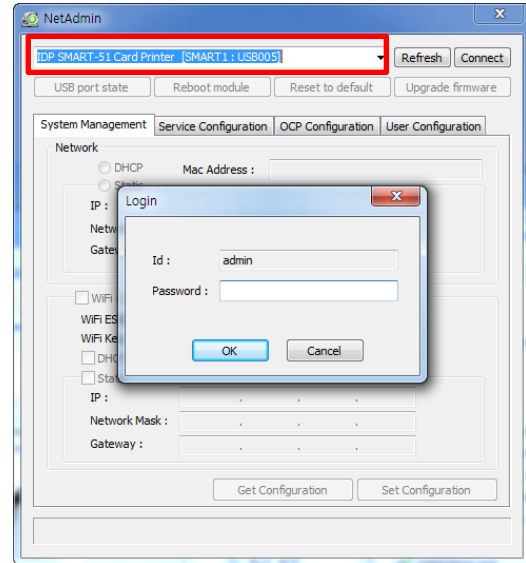 NetAdmin
IDP SMART-51 Card Printer [SMART1 : USB005]
Refresh
Connect
USB port state
Reboot module
Reset to default
Upgrade firmware
System Management
Service Configuration
OCP Configuration
User Configuration
Network
DHCP
Mac Address :
Static
IP :
Login
Id :
admin
Password :
OK
Cancel
WiFi
IP :
Network Mask :
Gateway :
Get Configuration
Set Configuration